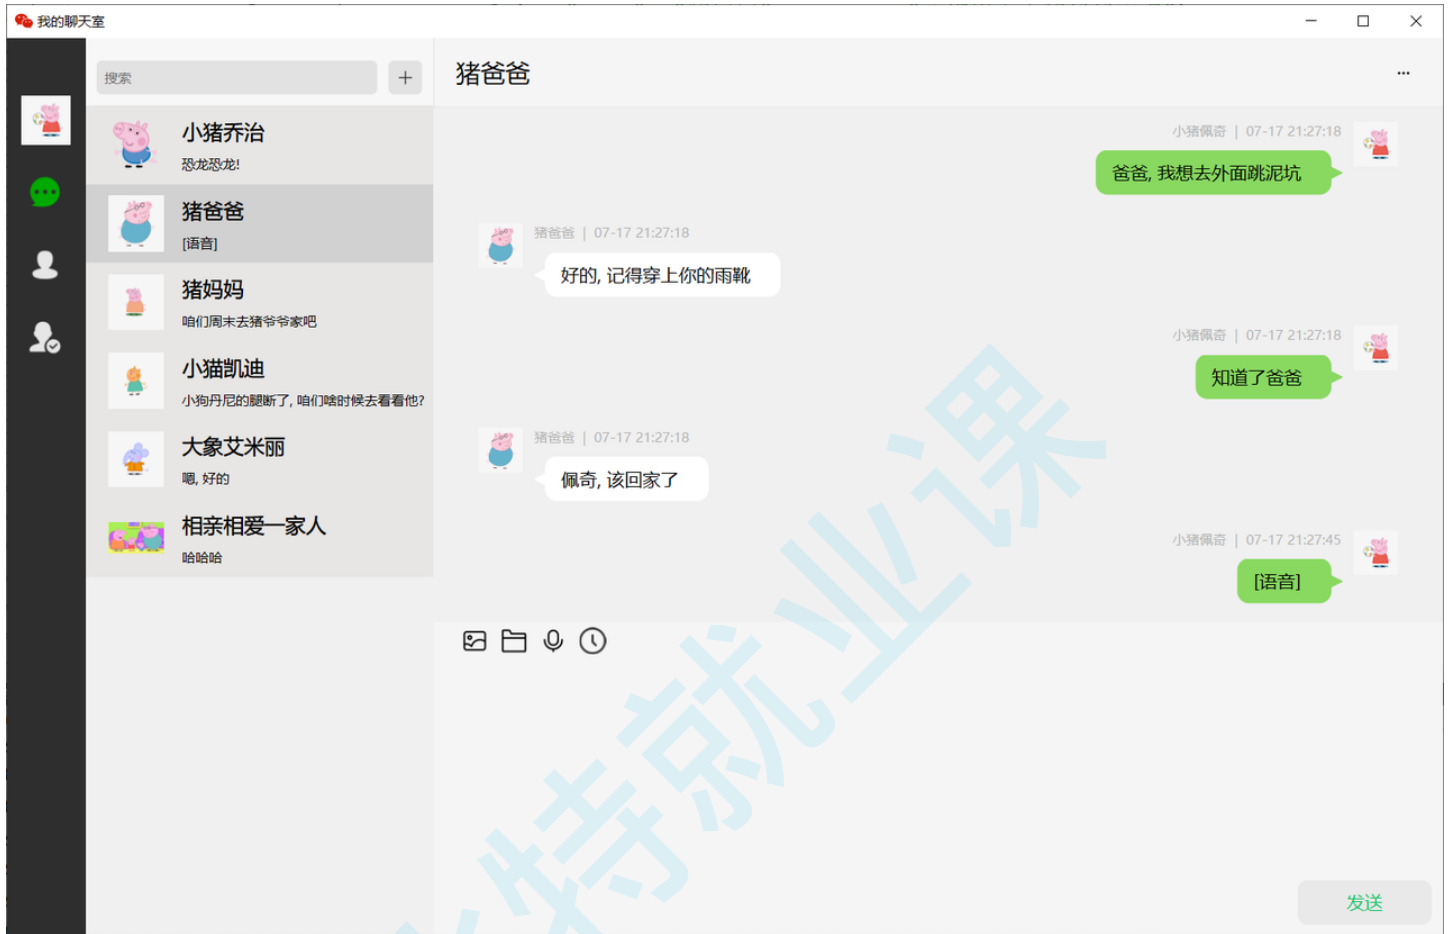 我的聊天室
搜索
小猪乔治
恐龙恐龙!
猪爸爸
[语音]
猪妈妈
咱们周末去猪爷爷家吧
小猫凯迪
小狗丹尼的腿断了, 咱们啥时候去看看他?
大象艾米丽
嗯, 好的
相亲相爱一家人
哈哈哈
猪爸爸
小猪佩奇 | 07-17 21:27:18
爸爸, 我想去外面跳泥坑
猪爸爸 | 07-17 21:27:18
好的, 记得穿上你的雨靴
小猪佩奇 | 07-17 21:27:18
知道了爸爸
猪爸爸 | 07-17 21:27:18
佩奇, 该回家了
小猪佩奇 | 07-17 21:27:45
[语音]
发送
特就业课